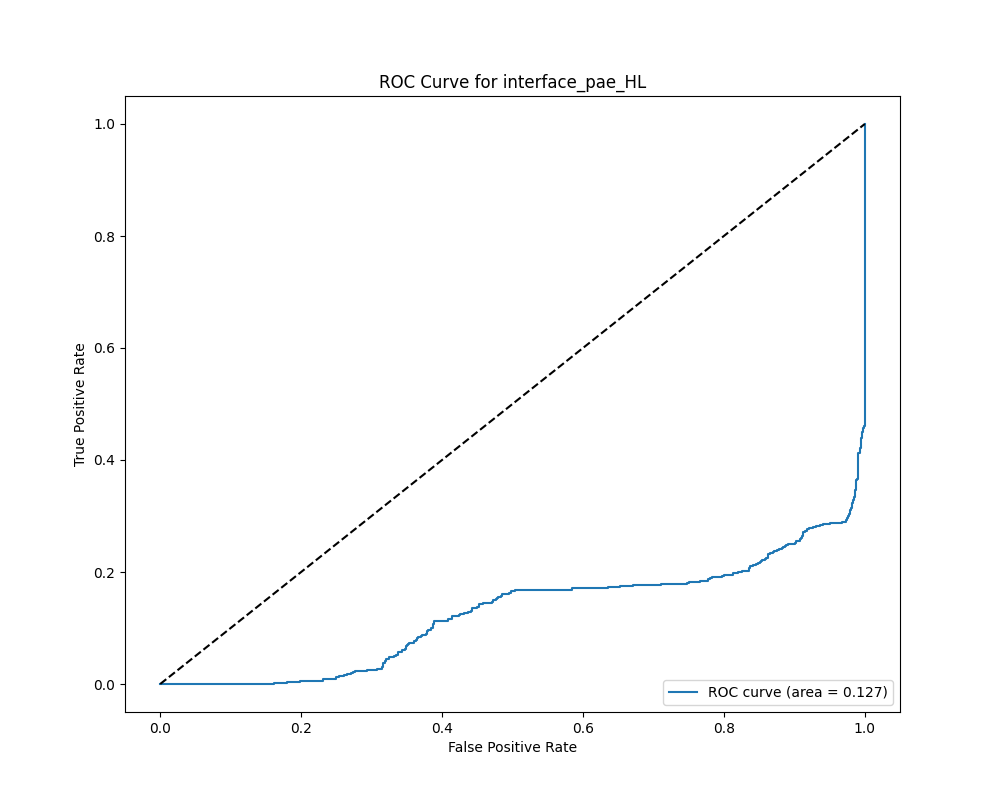 ROC Curve for interface_pae_HL
True Positive Rate
1.0
0.8
0.6
0.4
0.2
0.0
0.0 0.2 0.4 0.6 0.8 1.0
False Positive Rate
ROC curve (area = 0.127)